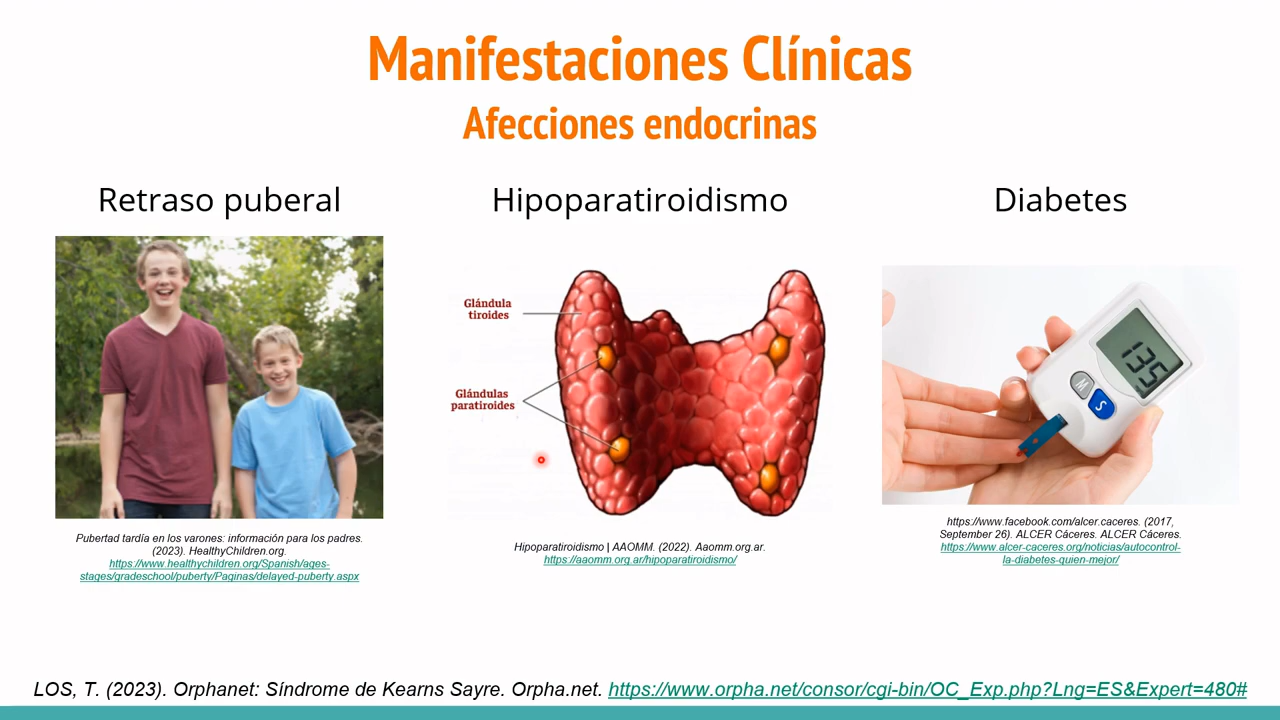 Manifestaciones Clínicas
Afecciones endocrinas
Retraso puberal
Hipoparatiroidismo
Diabetes
Glándula
tiroides
Glándulas
paratiroides
135
M
S
Pubertad tardía en los varones: información para los padres.
(2023). HealthyChildren.org.
https://www.healthychildren.org/Spanish/ages-
stages/gradeschool/puberty/Paginas/delayed-puberty.aspx
Hipoparatiroidismo | AAOMM. (2022). Aaomm.org.ar.
https://aaomm.org.ar/hipoparatiroidismo/
https://www.facebook.com/alcer.caceres. (2017,
September 26). ALCER Cáceres. ALCER Cáceres.
https://www.alcer-caceres.org/noticias/autocontrol-
la-diabetes-quien-mejor/
LOS, T. (2023). Orphanet: Síndrome de Kearns Sayre. Orpha.net. https://www.orpha.net/consor/cgi-bin/OC_Exp.php?Lng=ES&Expert=480#